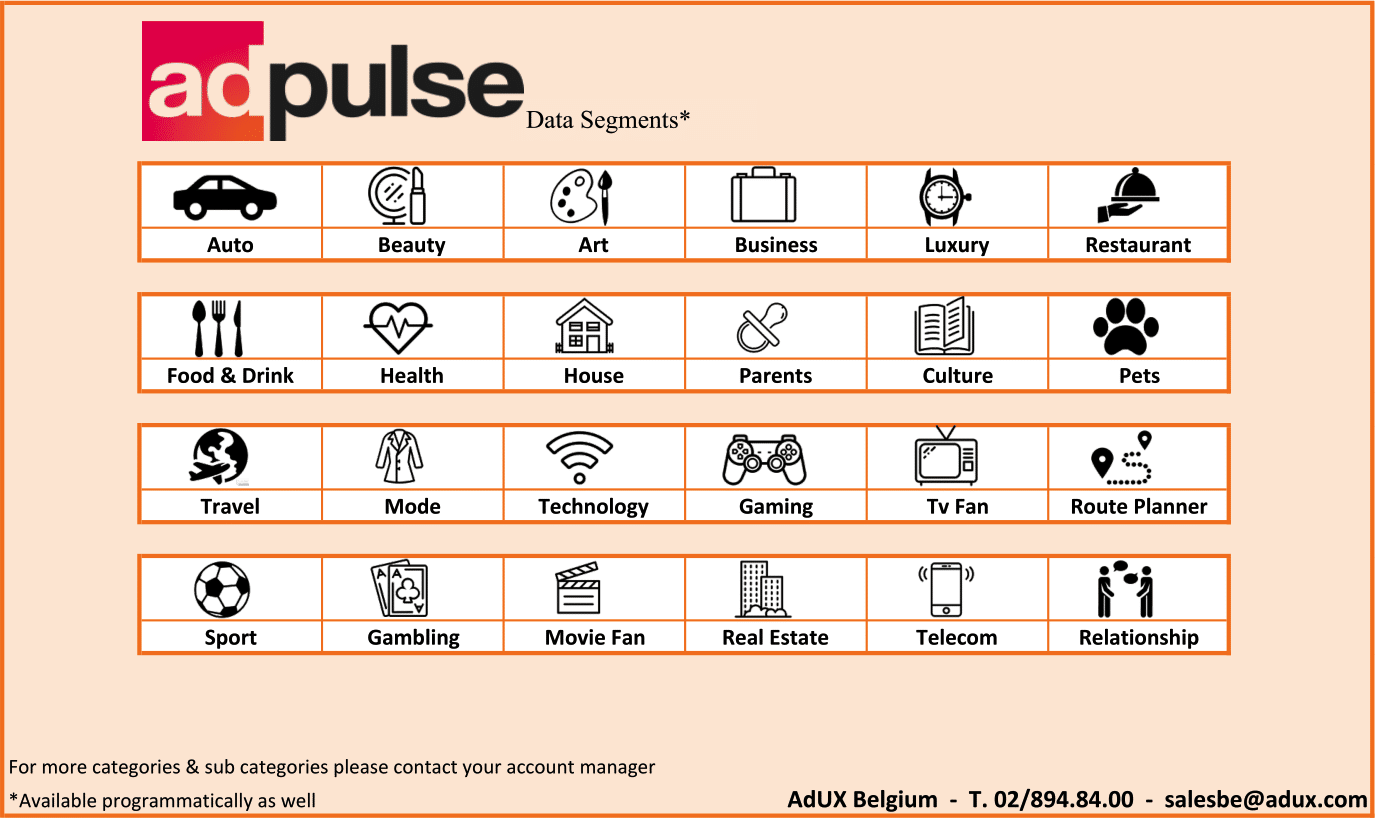 adpulse Data Segments*
Auto Beauty Art Business Luxury Restaurant
Food & Drink Health House Parents Culture Pets
Travel Mode Technology Gaming Tv Fan Route Planner
A A A
Sport Gambling Movie Fan Real Estate Telecom Relationship
For more categories & sub categories please contact your account manager
*Available programmatically as well
AdUX Belgium - T. 02/894.84.00 - salesbe@adux.com